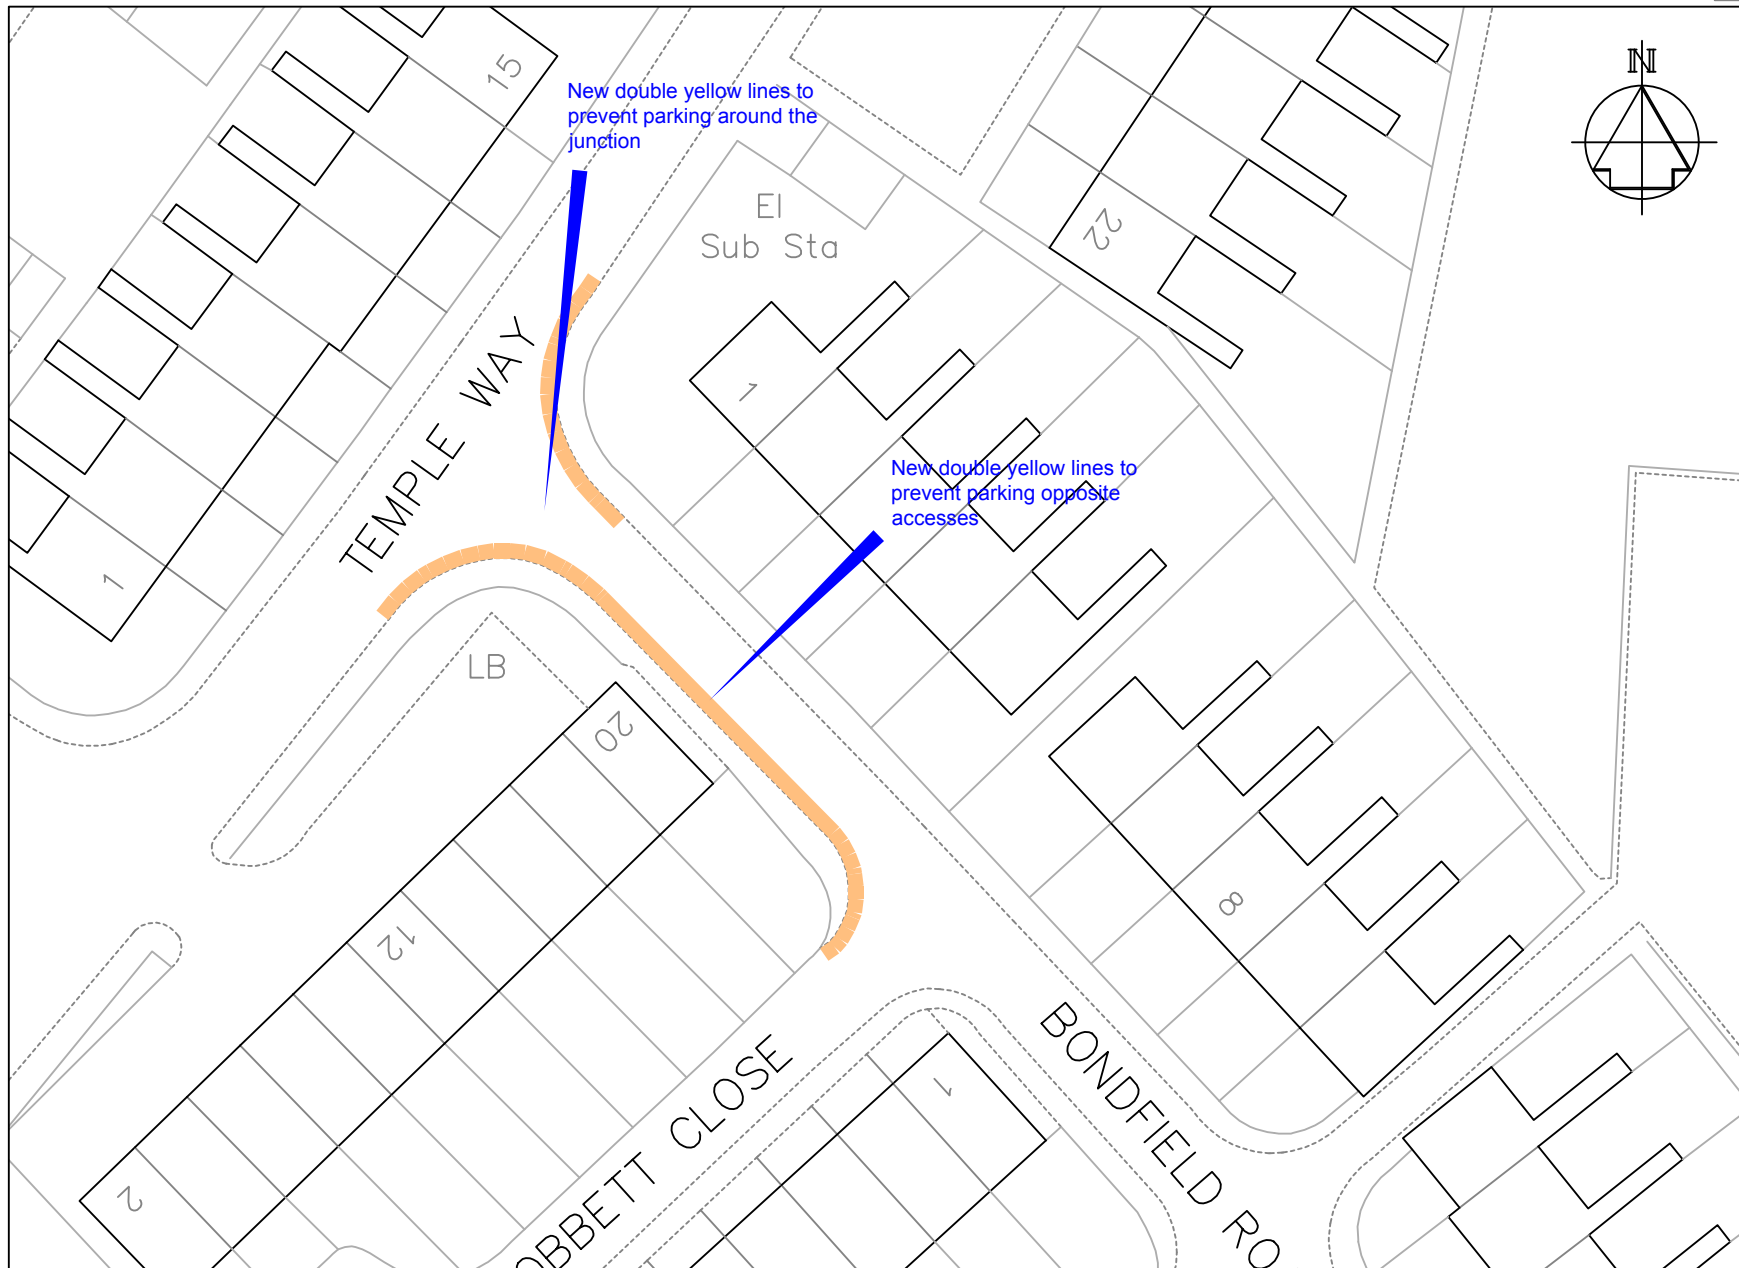 15
N
New double yellow lines to
prevent parking around the
junction
El
Sub Sta
22
TEMPLE WAY
1
New double yellow lines to
prevent parking opposite
accesses
1
LB
20
8
12
BONDFIELD RO
1
OBBETT CLOSE
2